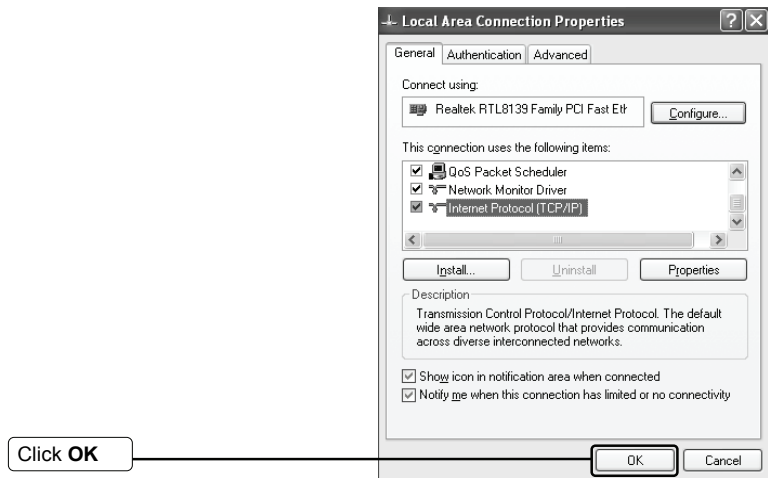 Local Area Connection Properties
General Authentication Advanced
Connect using:
Realtek RTL8139 Family PCI Fast Eth
Configure...
This connection uses the following items:
QoS Packet Scheduler
Network Monitor Driver
Internet Protocol (TCP/IP)
Install... Uninstall Properties
Description
Transmission Control Protocol/Internet Protocol. The default
wide area network protocol that provides communication
across diverse interconnected networks.
Show icon in notification area when connected
Notify me when this connection has limited or no connectivity
Click OK
OK Cancel